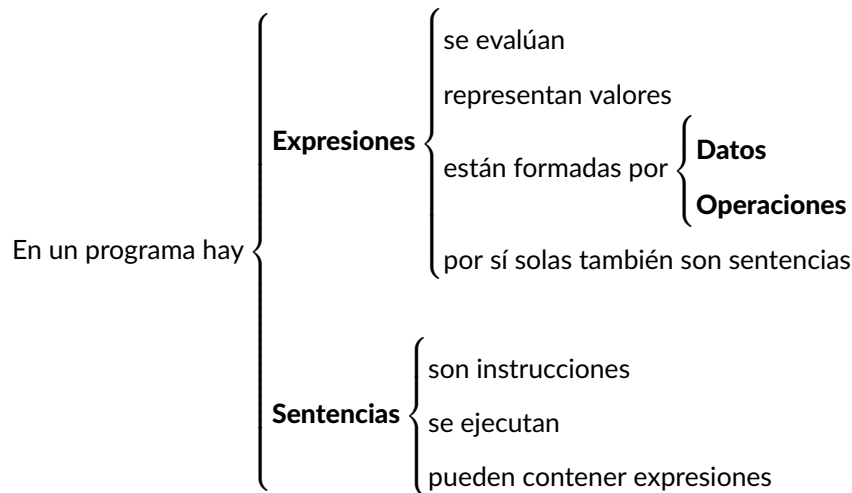 En un programa hay
Expresiones
se evalúan
representan valores
están formadas por
Datos
Operaciones
por sí solas también son sentencias
Sentencias
son instrucciones
se ejecutan
pueden contener expresiones